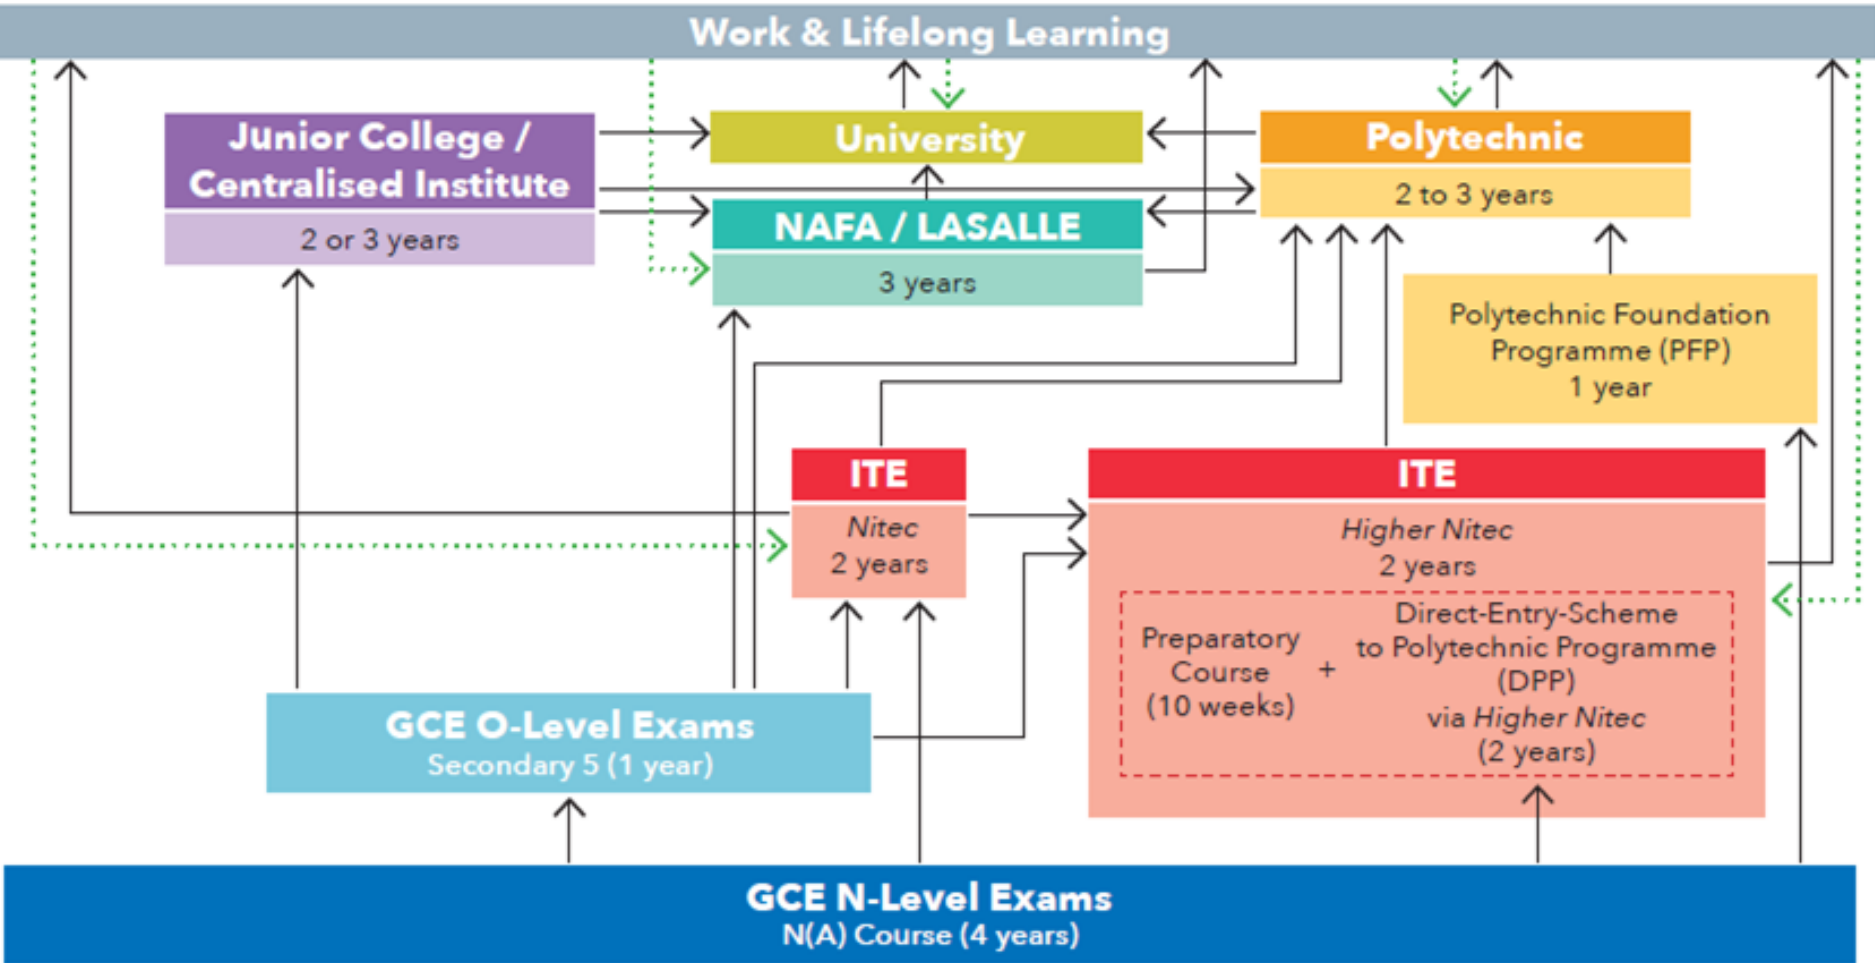 Work & Lifelong Learning
Junior College /
Centralised Institute
2 or 3 years
University
NAFA / LASALLE
3 years
Polytechnic
2 to 3 years
Polytechnic Foundation
Programme (PFP)
1 year
ITE
Nitec
2 years
ITE
Higher Nitec
2 years
Preparatory
Course
(10 weeks)
+
Direct-Entry-Scheme
to Polytechnic Programme
(DPP)
via Higher Nitec
(2 years)
GCE O-Level Exams
Secondary 5 (1 year)
GCE N-Level Exams
N(A) Course (4 years)